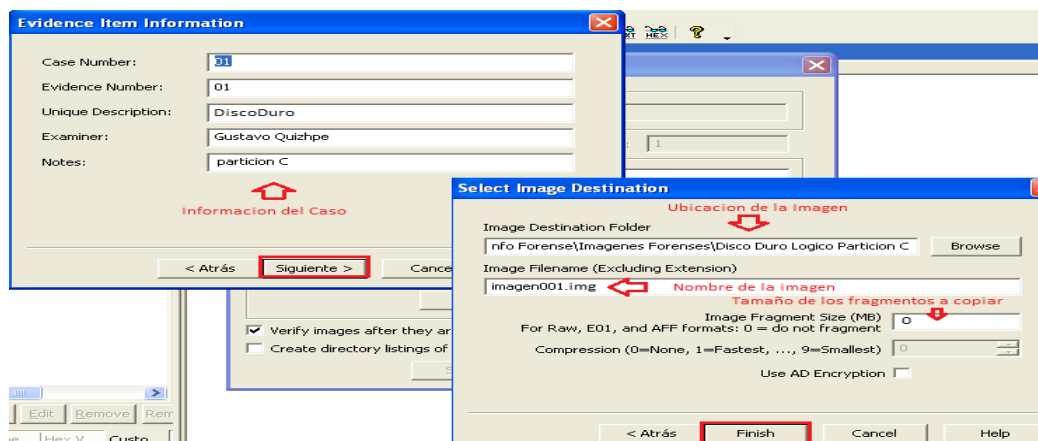 Evidence Item Information
HEX
Case Number: 01
Evidence Number: 01
Unique Description: DiscoDuro
Examiner: Gustavo Quizhpe
Notes: particion C
Informacion del Caso
< Atrás
Siguiente >
Cance
1
Select Image Destination
Ubicacion de la Imagen
Image Destination Folder
nfo Forense\Imagenes Forenses\Disco Duro Logico Particion C
Browse
Image Filename (Excluding Extension)
imagen001.img
Nombre de la imagen
Tamaño de los fragmentos a copiar
Image Fragment Size (MB)
For Raw, E01, and AFF formats: 0 = do not fragment
0
Compression (0=None, 1=Fastest, ..., 9=Smallest)
0
Use AD Encryption
< Atrás
Finish
Cancel
Help
Verify images after they ar
Create directory listings of
Edit
Remove
Rem
Hex V
Custo